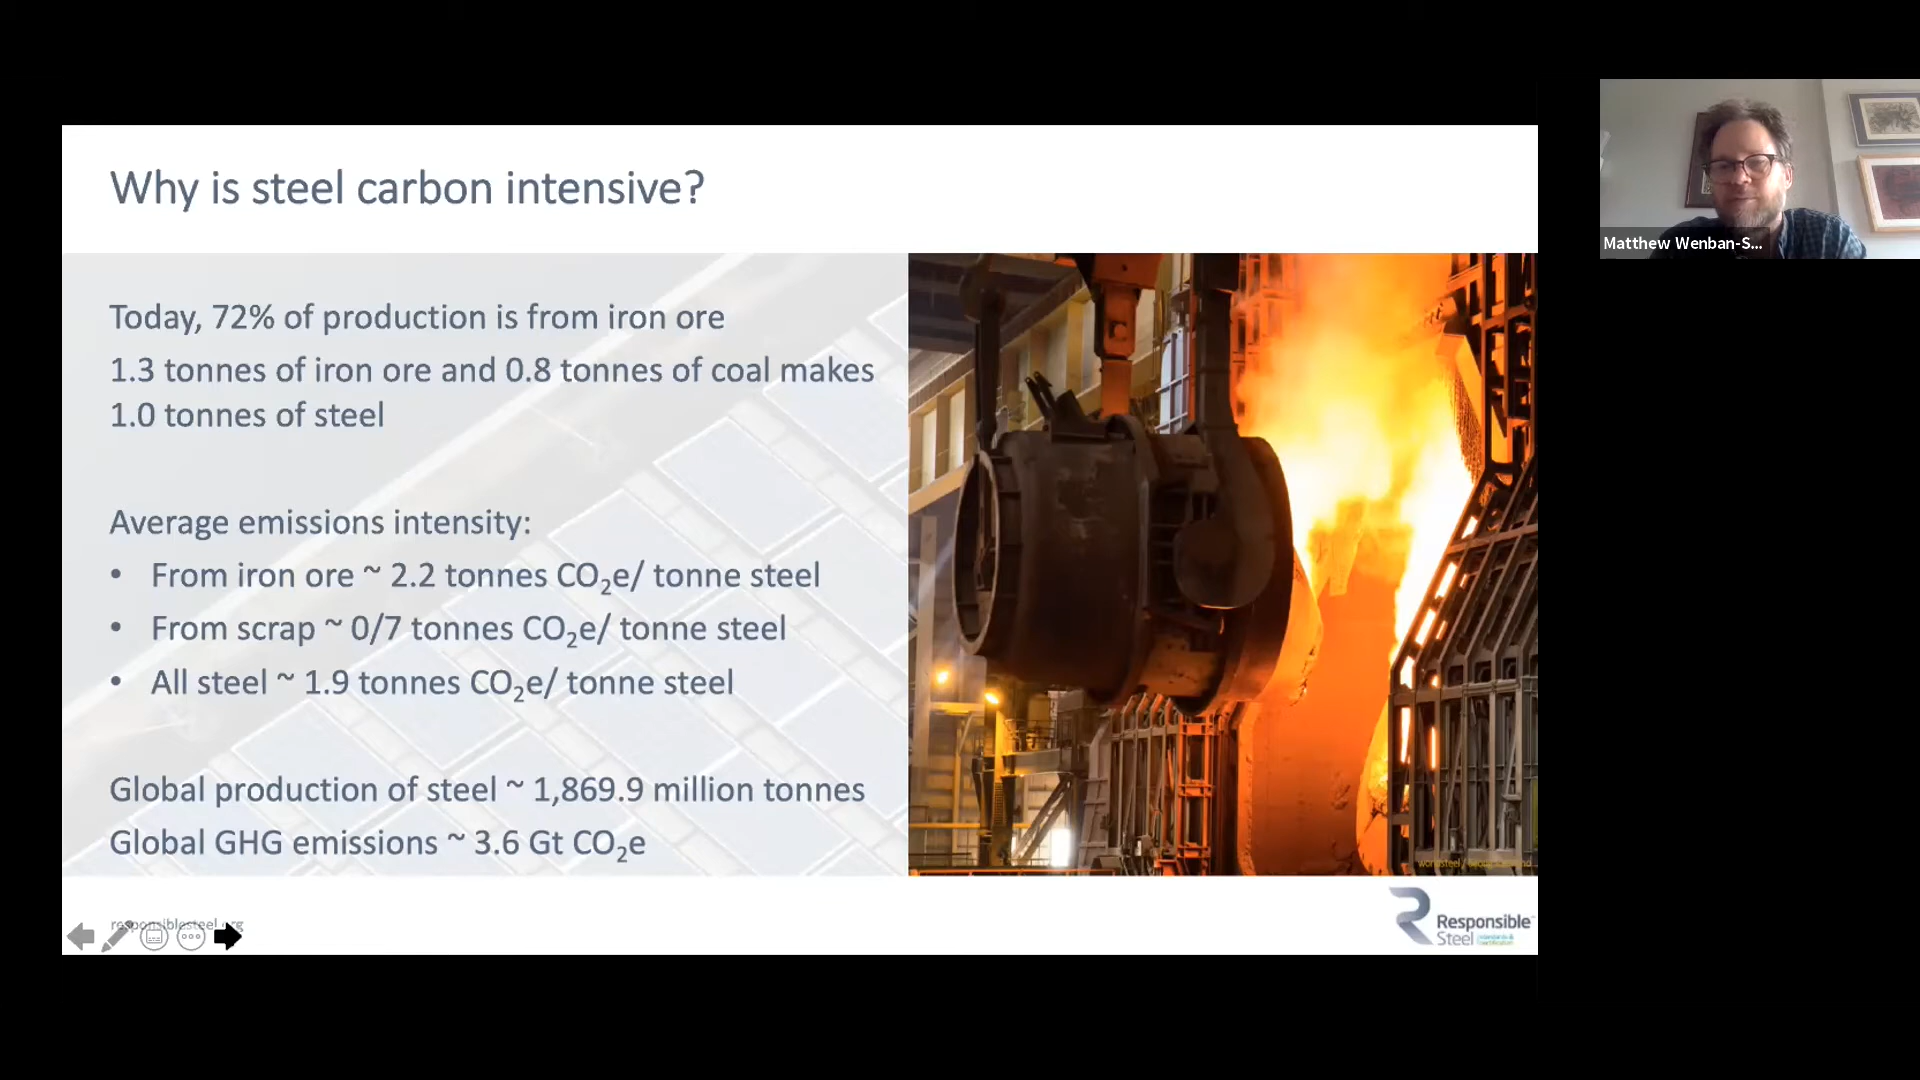 Why is steel carbon intensive?
Matthew Wenban-S...
Today, 72% of production is from iron ore
1.3 tonnes of iron ore and 0.8 tonnes of coal makes
1.0 tonnes of steel
Average emissions intensity:
• From iron ore ~ 2.2 tonnes CO₂e/ tonne steel
• From scrap ~ 0/7 tonnes CO₂e/ tonne steel
• All steel ~ 1.9 tonnes CO₂e/ tonne steel
Global production of steel ~ 1,869.9 million tonnes
Global GHG emissions ~ 3.6 Gt CO₂e
responsiblesteel.org
Responsible
Steel